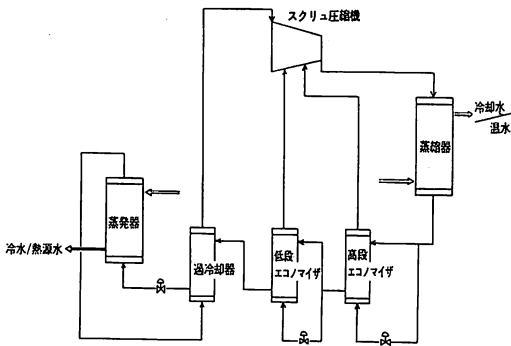 スクリュ圧縮機
冷却水
温水
蒸縮器
蒸発器
冷水/熱源水
過冷却器
低段
エコノマイザ
高段
エコノマイザ